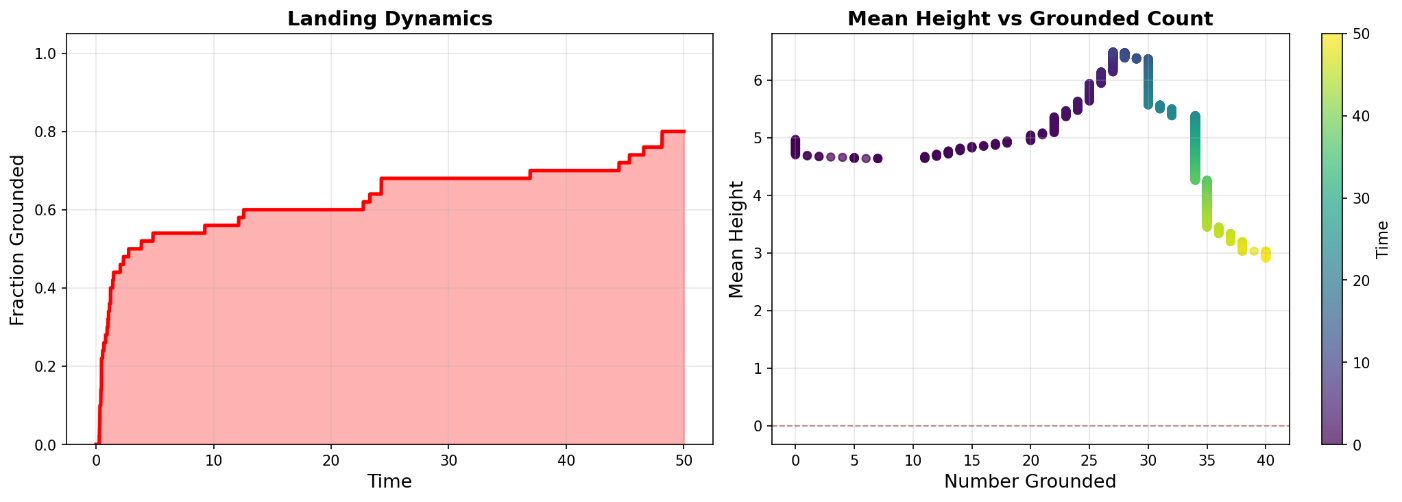 Landing Dynamics
Fraction Grounded
1.0
0.8
0.6
0.4
0.2
0.0
0 10 20 30 40 50
Time
Mean Height vs Grounded Count
Mean Height
6
5
4
3
2
1
0
0 5 10 15 20 25 30 35 40
Number Grounded
50
40
30
20
10
0
Time